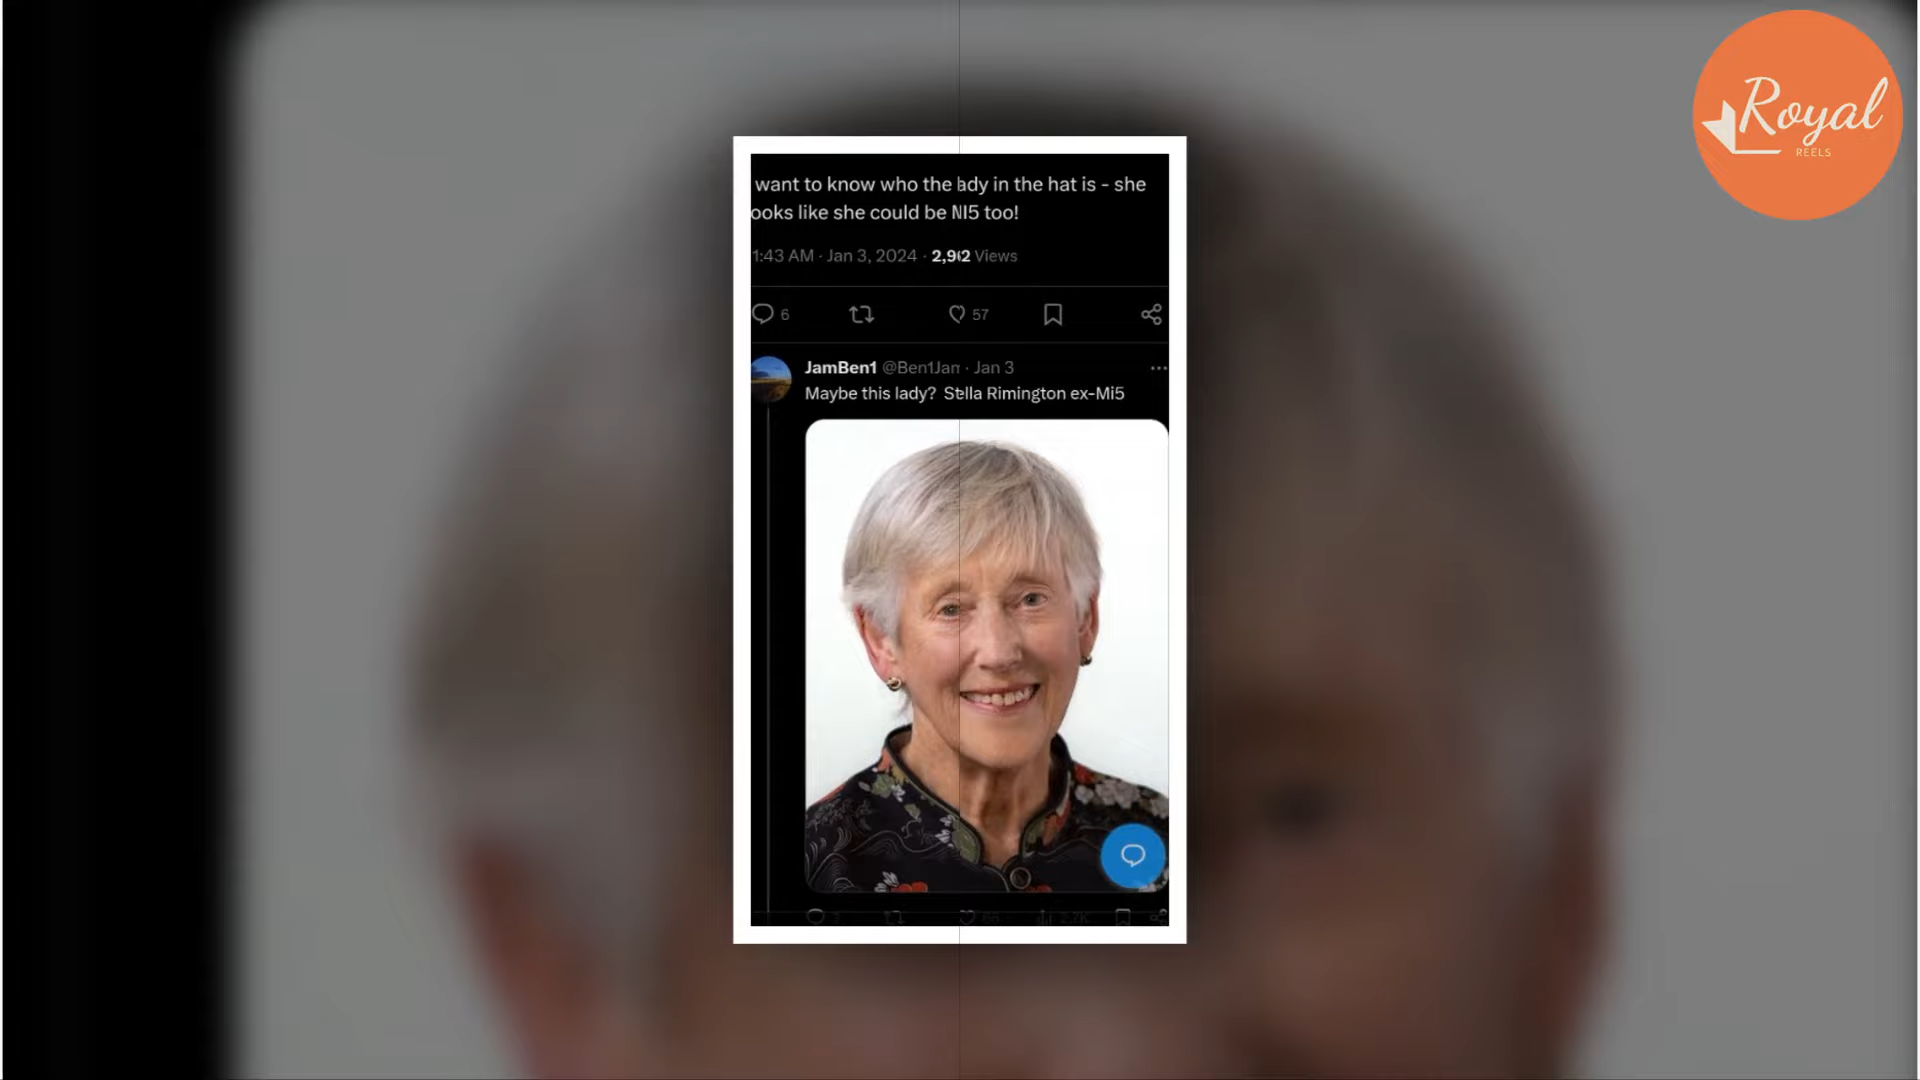 want to know who the lady in the hat is - she
ooks like she could be MI5 too!
1:43 AM · Jan 3, 2024 · Views
6
57
JamBen1 @Ben1Jam · Jan 3
Maybe this lady? Stella Rimington ex-Mi5
2.7K
Royal
REELS